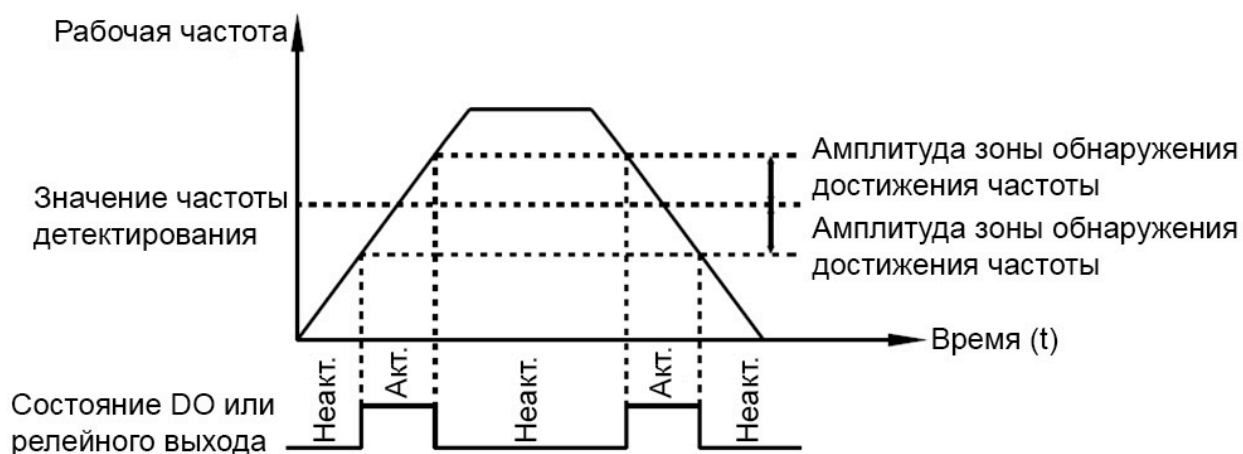 Рабочая частота
Амплитуда зоны обнаружения
достижения частоты
Значение частоты
детектирования
Амплитуда зоны обнаружения
достижения частоты
Время (t)
Неакт.
Акт.
Неакт.
Акт.
Неакт.
Состояние DO или
релейного выхода